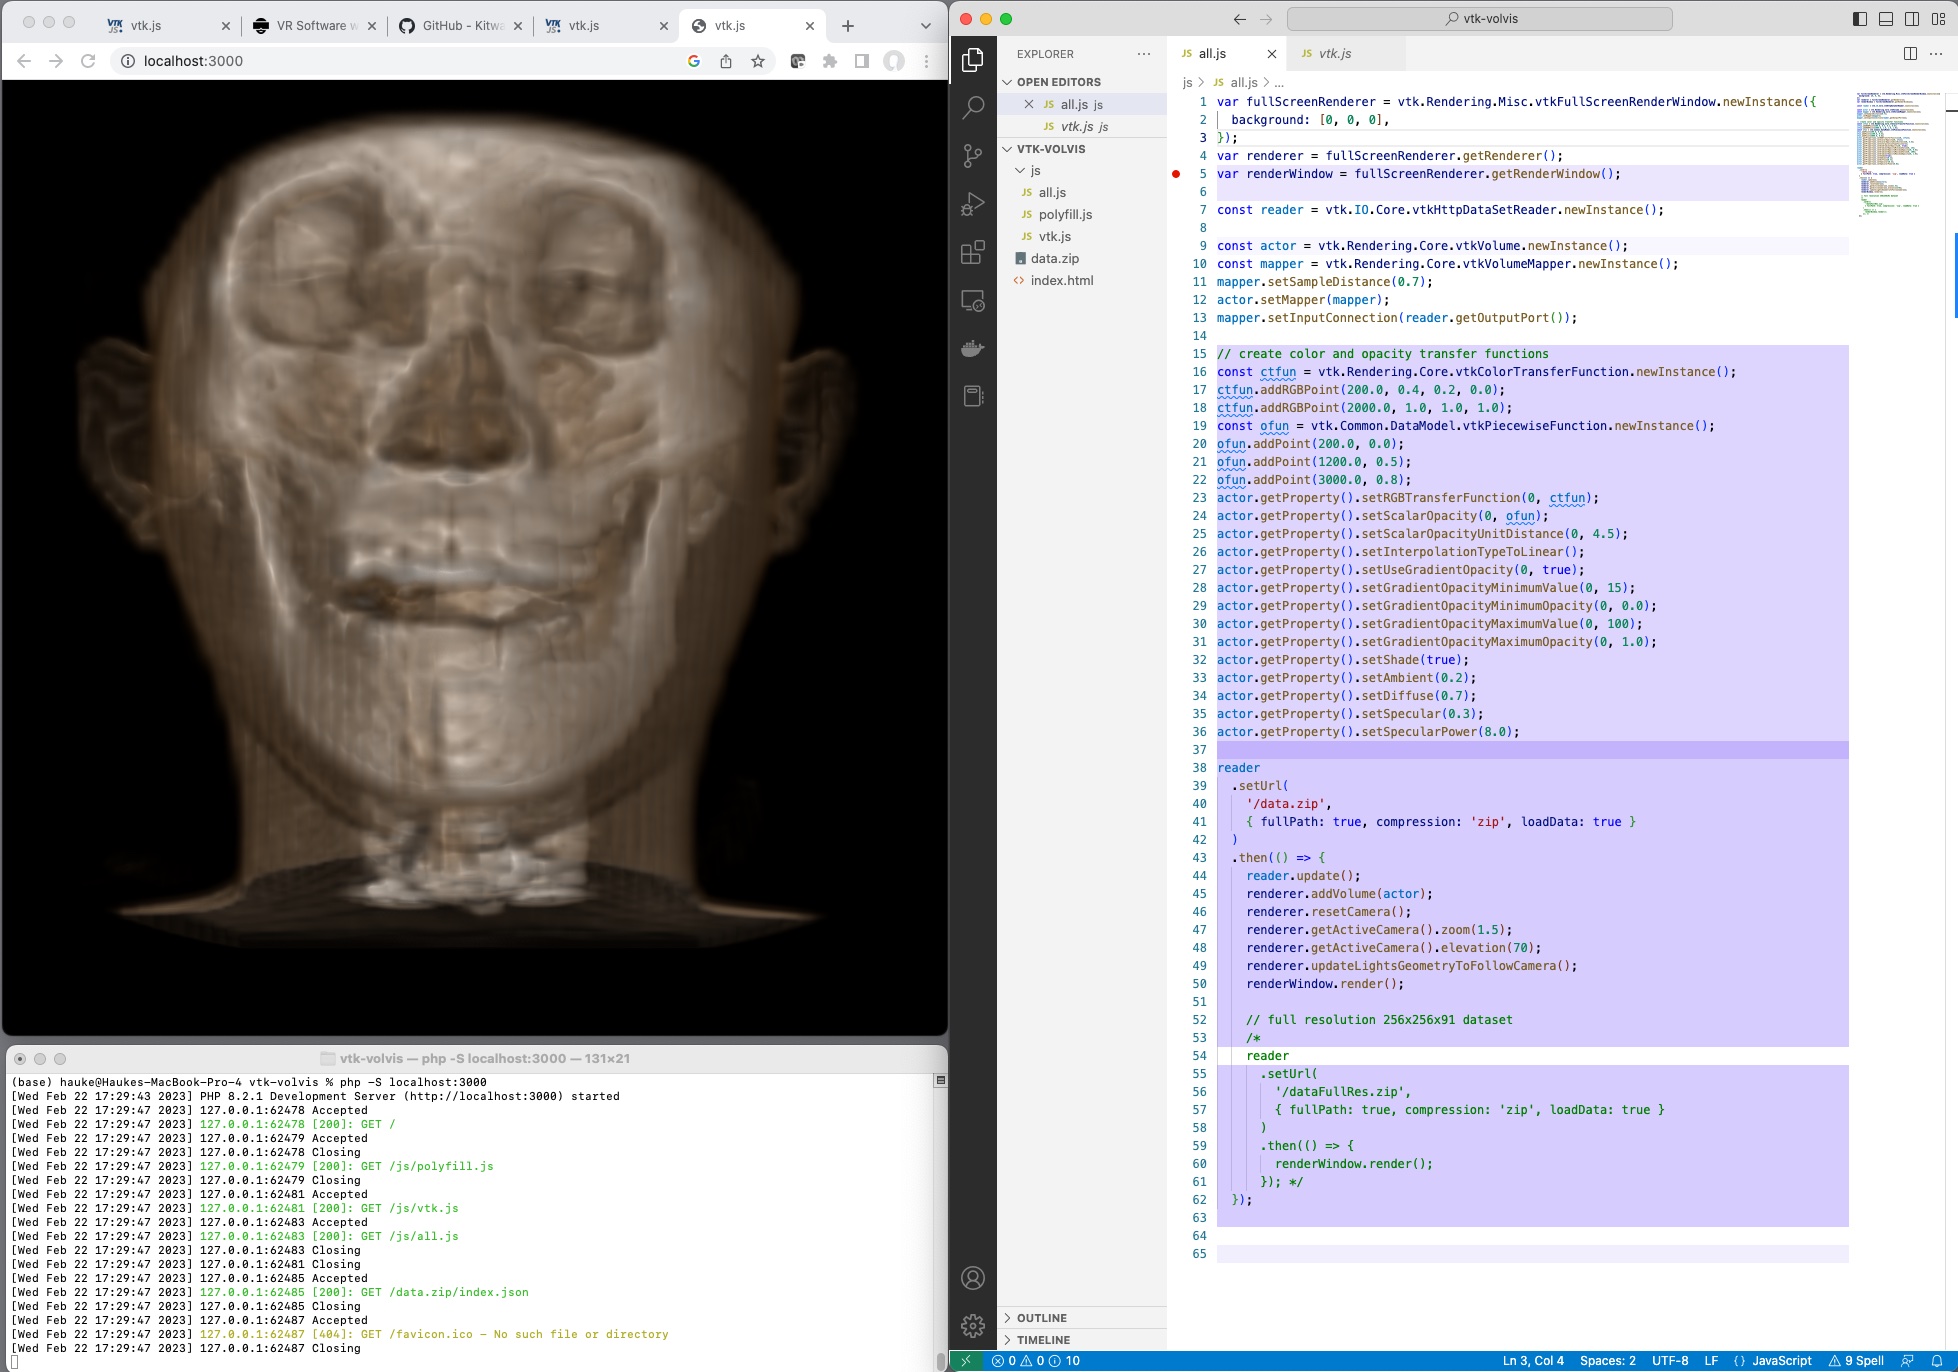 vtk.js
VR Software w
GitHub - Kitwa
vtk.js
vtk.js
localhost:3000
vtk-volvis — php -S localhost:3000 — 131×21
(base) hauke@Haukes-MacBook-Pro-4 vtk-volvis % php -S localhost:3000
[Wed Feb 22 17:29:43 2023] PHP 8.2.1 Development Server (http://localhost:3000) started
[Wed Feb 22 17:29:47 2023] 127.0.0.1:62478 Accepted
[Wed Feb 22 17:29:47 2023] 127.0.0.1:62478 [200]: GET /
[Wed Feb 22 17:29:47 2023] 127.0.0.1:62479 Accepted
[Wed Feb 22 17:29:47 2023] 127.0.0.1:62478 Closing
[Wed Feb 22 17:29:47 2023] 127.0.0.1:62479 [200]: GET /js/polyfill.js
[Wed Feb 22 17:29:47 2023] 127.0.0.1:62479 Closing
[Wed Feb 22 17:29:47 2023] 127.0.0.1:62481 Accepted
[Wed Feb 22 17:29:47 2023] 127.0.0.1:62481 [200]: GET /js/vtk.js
[Wed Feb 22 17:29:47 2023] 127.0.0.1:62483 Accepted
[Wed Feb 22 17:29:47 2023] 127.0.0.1:62483 [200]: GET /js/all.js
[Wed Feb 22 17:29:47 2023] 127.0.0.1:62483 Closing
[Wed Feb 22 17:29:47 2023] 127.0.0.1:62481 Closing
[Wed Feb 22 17:29:47 2023] 127.0.0.1:62485 Accepted
[Wed Feb 22 17:29:47 2023] 127.0.0.1:62485 [200]: GET /data.zip/index.json
[Wed Feb 22 17:29:47 2023] 127.0.0.1:62485 Closing
[Wed Feb 22 17:29:47 2023] 127.0.0.1:62487 Accepted
[Wed Feb 22 17:29:47 2023] 127.0.0.1:62487 [404]: GET /favicon.ico - No such file or directory
[Wed Feb 22 17:29:47 2023] 127.0.0.1:62487 Closing
vtk-volvis
EXPLORER
OPEN EDITORS
JS all.js js
JS vtk.js js
VTK-VOLVIS
js
JS all.js
JS polyfill.js
JS vtk.js
data.zip
index.html
OUTLINE
TIMELINE
JS all.js
JS vtk.js
js > JS all.js > ...
1 var fullScreenRenderer = vtk.Rendering.Misc.vtkFullScreenRenderWindow.newInstance({
2 background: [0, 0, 0],
3 });
4 var renderer = fullScreenRenderer.getRenderer();
5 var renderWindow = fullScreenRenderer.getRenderWindow();
6
7 const reader = vtk.IO.Core.vtkHttpDataSetReader.newInstance();
8
9 const actor = vtk.Rendering.Core.vtkVolume.newInstance();
10 const mapper = vtk.Rendering.Core.vtkVolumeMapper.newInstance();
11 mapper.setSampleDistance(0.7);
12 actor.setMapper(mapper);
13 mapper.setInputConnection(reader.getOutputPort());
14
15 // create color and opacity transfer functions
16 const ctfun = vtk.Rendering.Core.vtkColorTransferFunction.newInstance();
17 ctfun.addRGBPoint(200.0, 0.4, 0.2, 0.0);
18 ctfun.addRGBPoint(2000.0, 1.0, 1.0, 1.0);
19 const ofun = vtk.Common.DataModel.vtkPiecewiseFunction.newInstance();
20 ofun.addPoint(200.0, 0.0);
21 ofun.addPoint(1200.0, 0.5);
22 ofun.addPoint(3000.0, 0.8);
23 actor.getProperty().setRGBTransferFunction(0, ctfun);
24 actor.getProperty().setScalarOpacity(0, ofun);
25 actor.getProperty().setScalarOpacityUnitDistance(0, 4.5);
26 actor.getProperty().setInterpolationTypeToLinear();
27 actor.getProperty().setUseGradientOpacity(0, true);
28 actor.getProperty().setGradientOpacityMinimumValue(0, 15);
29 actor.getProperty().setGradientOpacityMinimumOpacity(0, 0.0);
30 actor.getProperty().setGradientOpacityMaximumValue(0, 100);
31 actor.getProperty().setGradientOpacityMaximumOpacity(0, 1.0);
32 actor.getProperty().setShade(true);
33 actor.getProperty().setAmbient(0.2);
34 actor.getProperty().setDiffuse(0.7);
35 actor.getProperty().setSpecular(0.3);
36 actor.getProperty().setSpecularPower(8.0);
37
38 reader
39 .setUrl(
40 '/data.zip',
41 { fullPath: true, compression: 'zip', loadData: true }
42 )
43 .then(() => {
44 reader.update();
45 renderer.addVolume(actor);
46 renderer.resetCamera();
47 renderer.getActiveCamera().zoom(1.5);
48 renderer.getActiveCamera().elevation(70);
49 renderer.updateLightsGeometryToFollowCamera();
50 renderWindow.render();
51
52 // full resolution 256x256x91 dataset
53 /*
54 reader
55 .setUrl(
56 '/dataFullRes.zip',
57 { fullPath: true, compression: 'zip', loadData: true }
58 )
59 .then(() => {
60 renderWindow.render();
61 }); */
62 });
63
64
65
0 0 10
Ln 3, Col 4 Spaces: 2 UTF-8 LF {} JavaScript 9 Spell